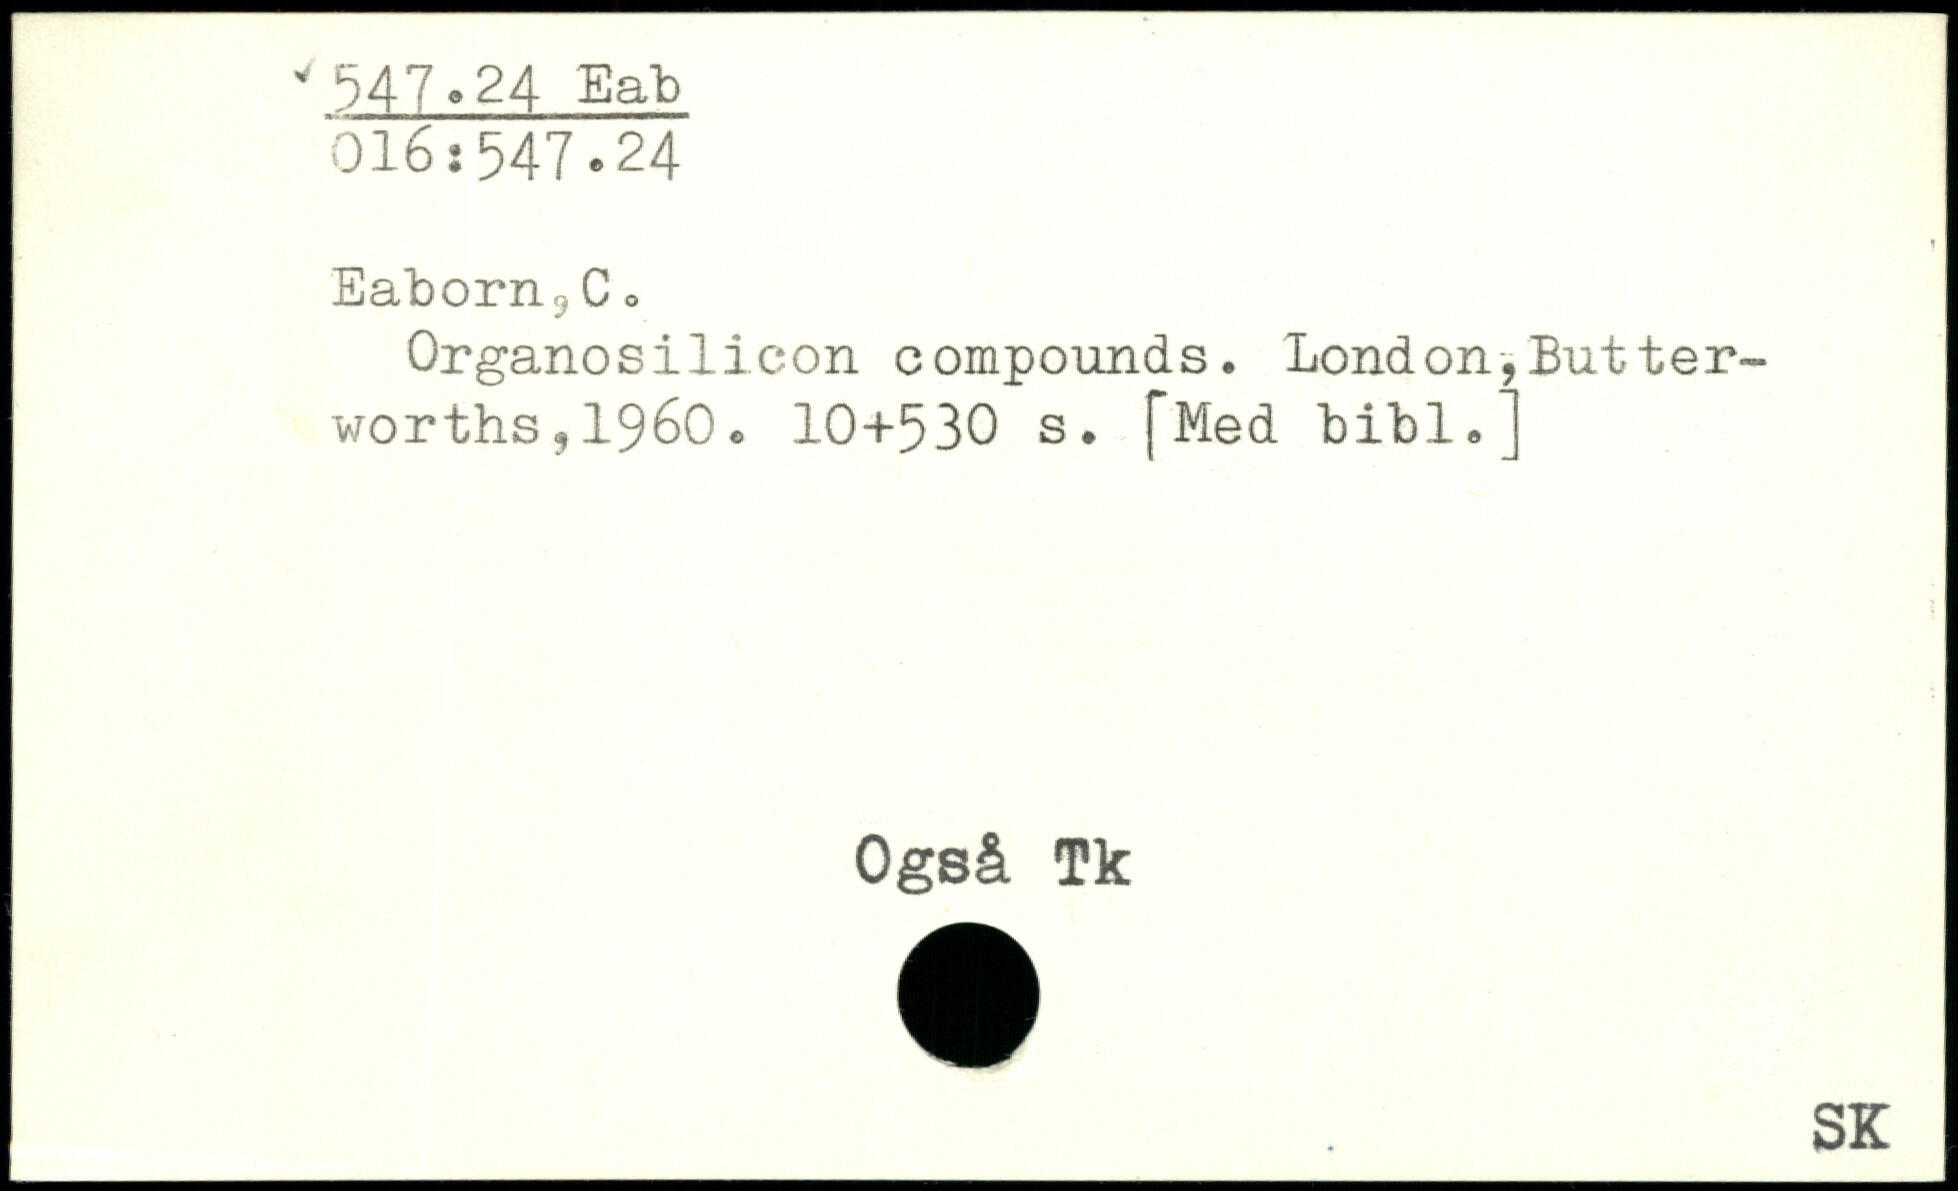 547.24 Eab
016:547.24
Eaborn,C.
Organosilicon compounds. London,Butter-
worths,1960. 10+530 s. [Med bibl.]
Også Tk
SK